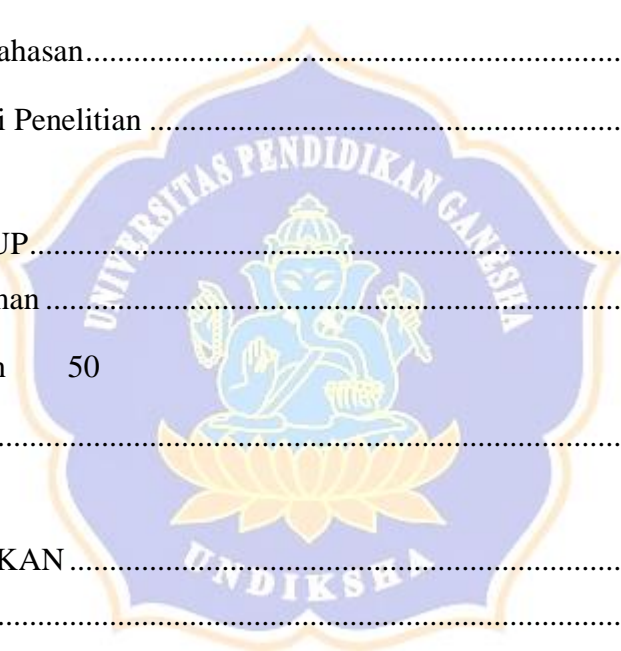 ahasan..............................................................................
i Penelitian .....................................................................
UNIVERSITAS PENDIDIKAN GANESHA
UP......................................................................................
nan ...................................................................................
n 50
..........................................................................................
KAN ................................................................................
UNDIKSHA
..........................................................................................